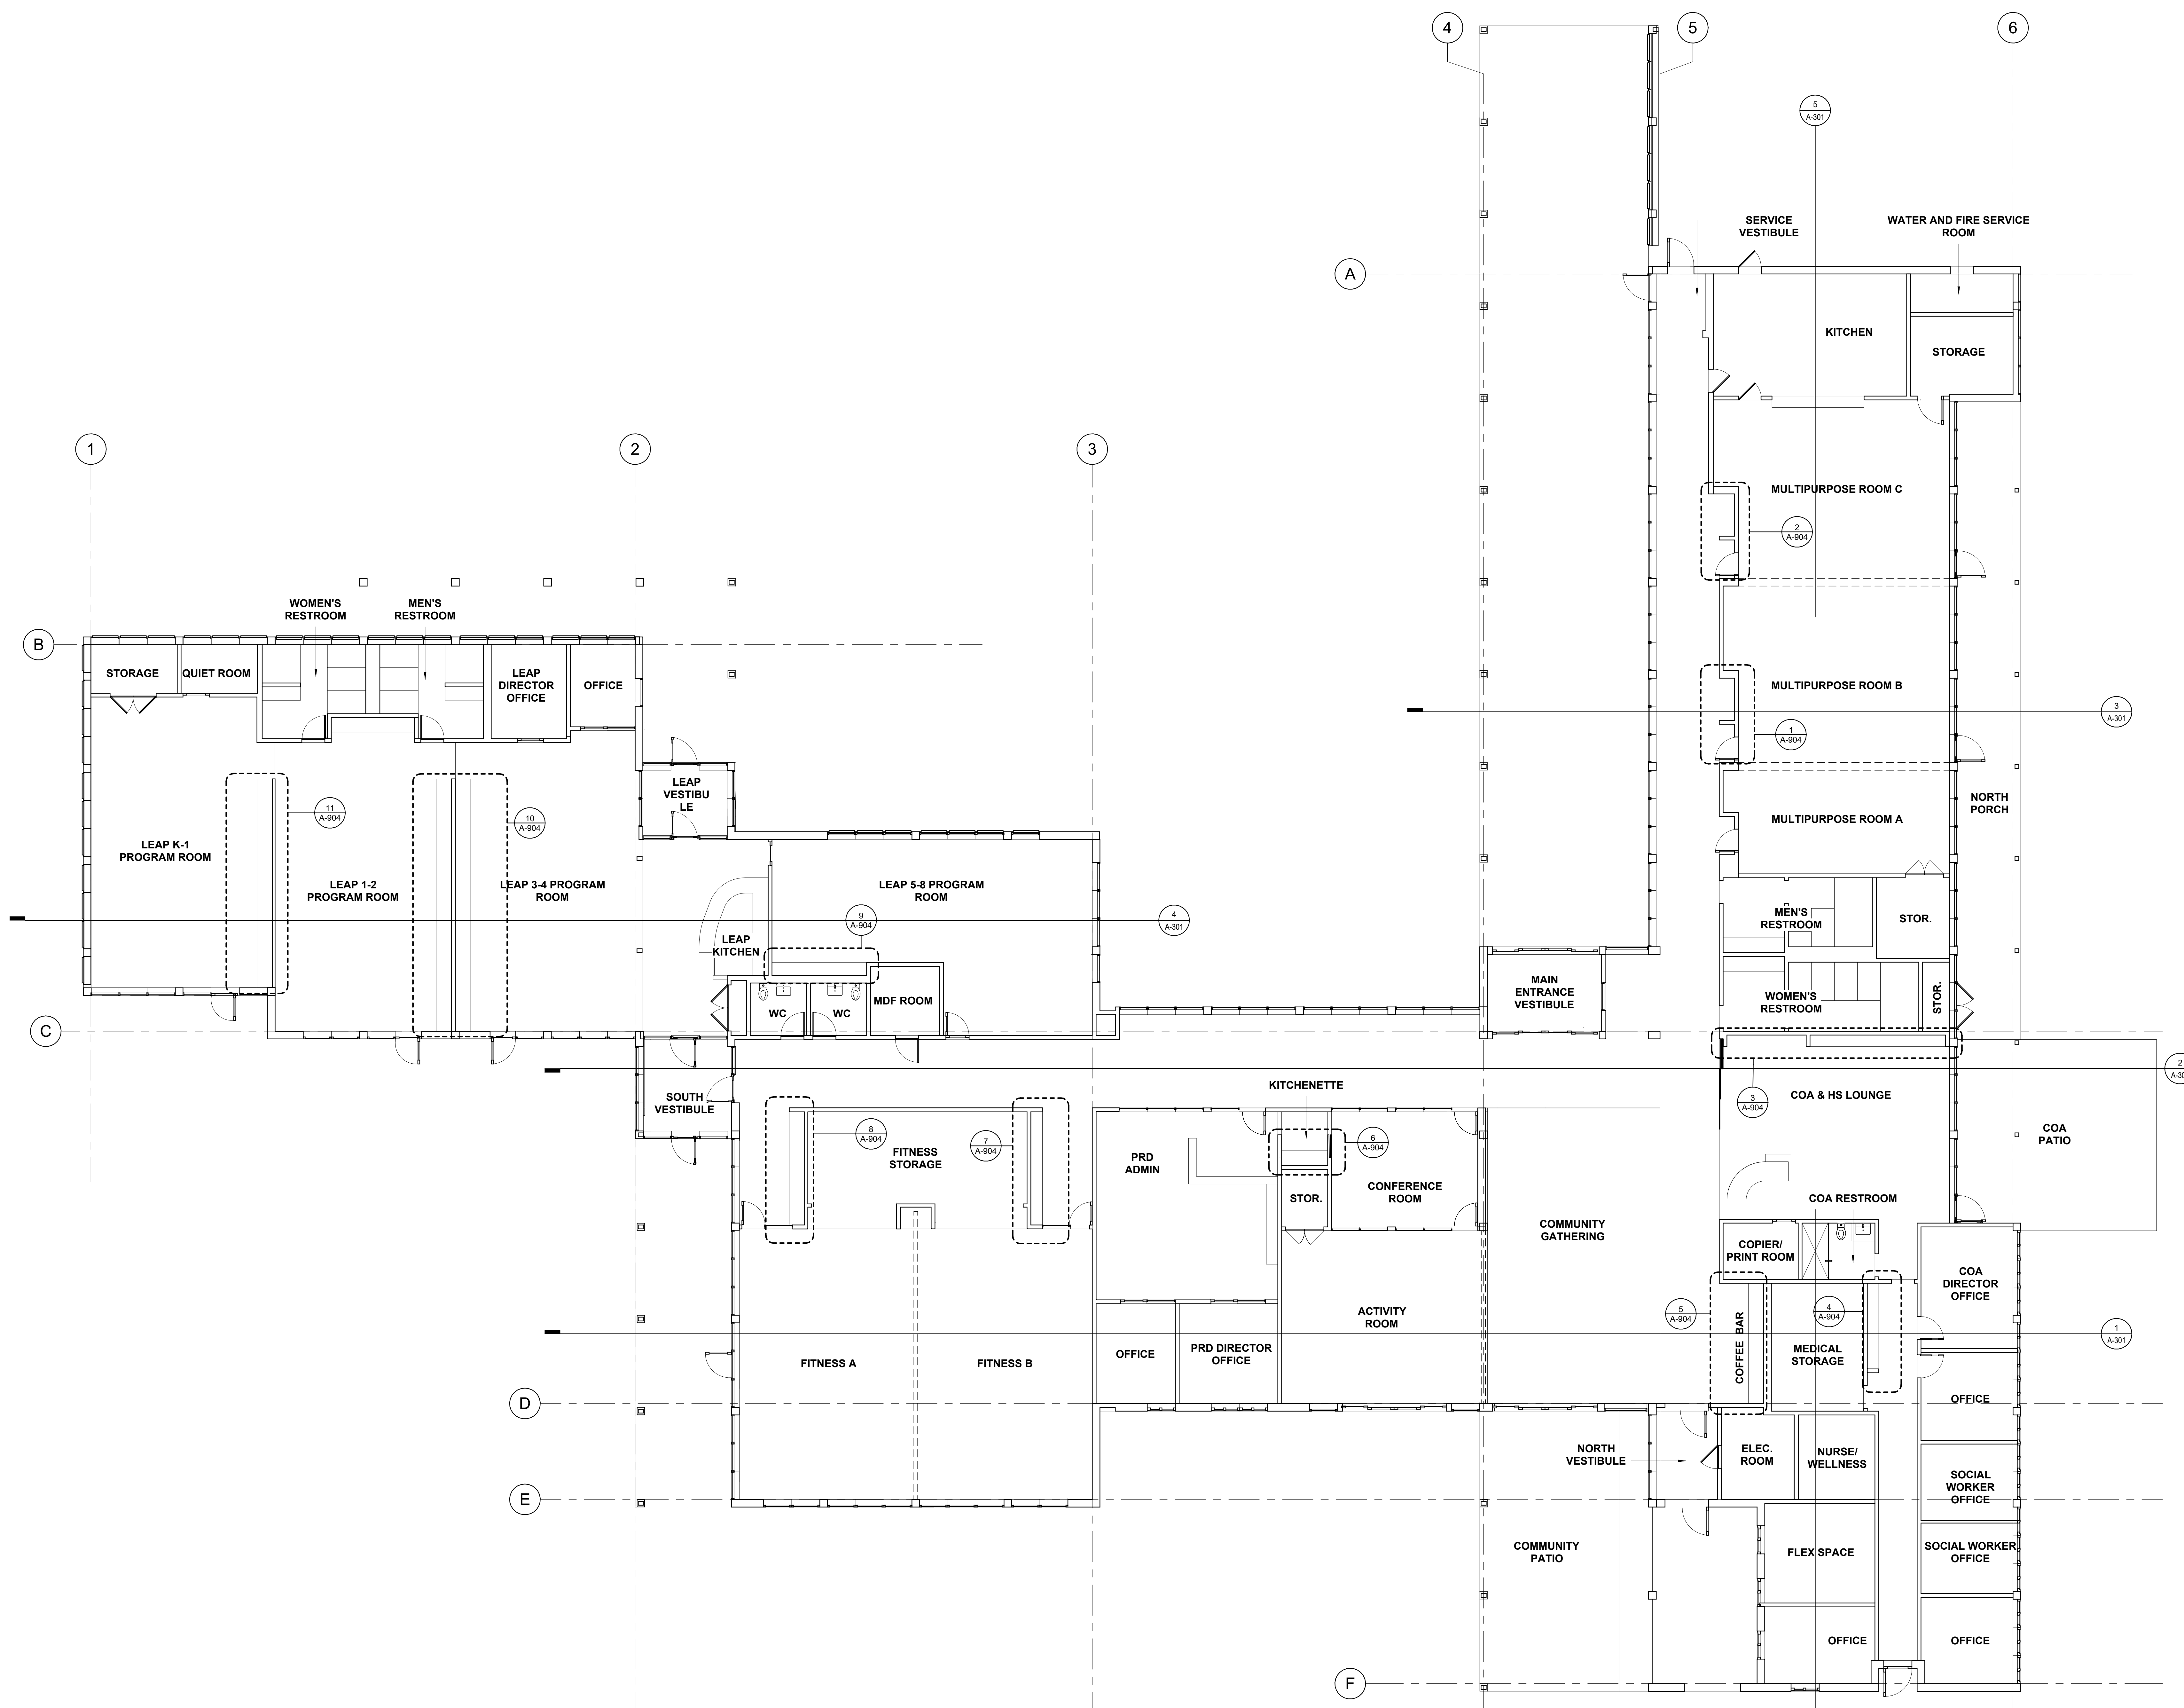 4
5
6
5
A-301
SERVICE
VESTIBULE
WATER AND FIRE SERVICE
ROOM
A
KITCHEN
STORAGE
1
2
3
MULTIPURPOSE ROOM C
2
A-904
WOMEN'S
RESTROOM
MEN'S
RESTROOM
B
STORAGE
QUIET ROOM
LEAP
DIRECTOR
OFFICE
OFFICE
MULTIPURPOSE ROOM B
3
A-301
1
A-904
LEAP
VESTIBU
LE
NORTH
PORCH
11
A-904
10
A-904
MULTIPURPOSE ROOM A
LEAP K-1
PROGRAM ROOM
LEAP 1-2
PROGRAM ROOM
LEAP 3-4 PROGRAM
ROOM
LEAP 5-8 PROGRAM
ROOM
9
A-904
4
A-301
MEN'S
RESTROOM
STOR.
LEAP
KITCHEN
MAIN
ENTRANCE
VESTIBULE
WOMEN'S
RESTROOM
STOR.
MDF ROOM
WC
WC
C
2
KITCHENETTE
SOUTH
VESTIBULE
3
A-904
COA & HS LOUNGE
8
A-904
7
A-904
6
A-904
COA
PATIO
FITNESS
STORAGE
PRD
ADMIN
CONFERENCE
ROOM
STOR.
COA RESTROOM
COMMUNITY
GATHERING
COPIER/
PRINT ROOM
COA
DIRECTOR
OFFICE
5
A-904
4
A-904
ACTIVITY
ROOM
1
A-301
COFFEE BAR
MEDICAL
STORAGE
FITNESS A
FITNESS B
OFFICE
PRD DIRECTOR
OFFICE
D
OFFICE
NORTH
VESTIBULE
ELEC.
ROOM
NURSE/
WELLNESS
SOCIAL
WORKER
OFFICE
E
COMMUNITY
PATIO
FLEX SPACE
SOCIAL WORKER
OFFICE
OFFICE
OFFICE
F